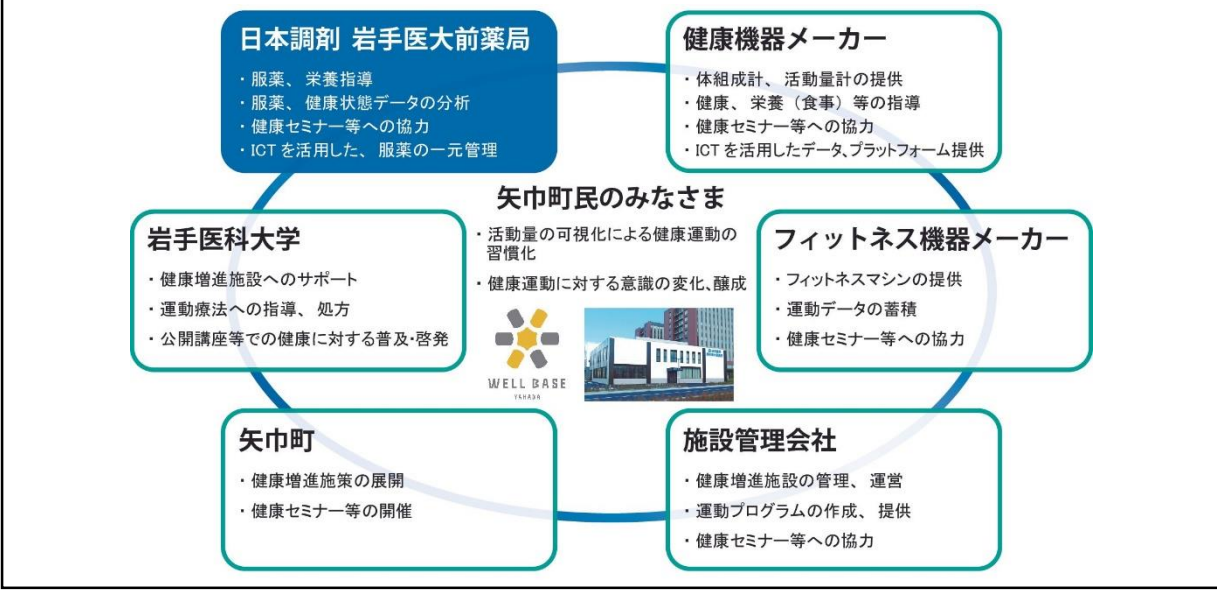 日本調剤 岩手医大前薬局
・服薬、栄養指導
・服薬、健康状態データの分析
・健康セミナー等への協力
・ICTを活用した、服薬の一元管理
健康機器メーカー
・体組成計、活動量計の提供
・健康、栄養（食事）等の指導
・健康セミナー等への協力
・ICTを活用したデータ、プラットフォーム提供
岩手医科大学
・健康増進施設へのサポート
・運動療法への指導、処方
・公開講座等での健康に対する普及・啓発
矢巾町民のみなさま
・活動量の可視化による健康運動の
習慣化
・健康運動に対する意識の変化、醸成
WELL BASE
YAHABA
フィットネス機器メーカー
・フィットネスマシンの提供
・運動データの蓄積
・健康セミナー等への協力
矢巾町
・健康増進施策の展開
・健康セミナー等の開催
施設管理会社
・健康増進施設の管理、運営
・運動プログラムの作成、提供
・健康セミナー等への協力